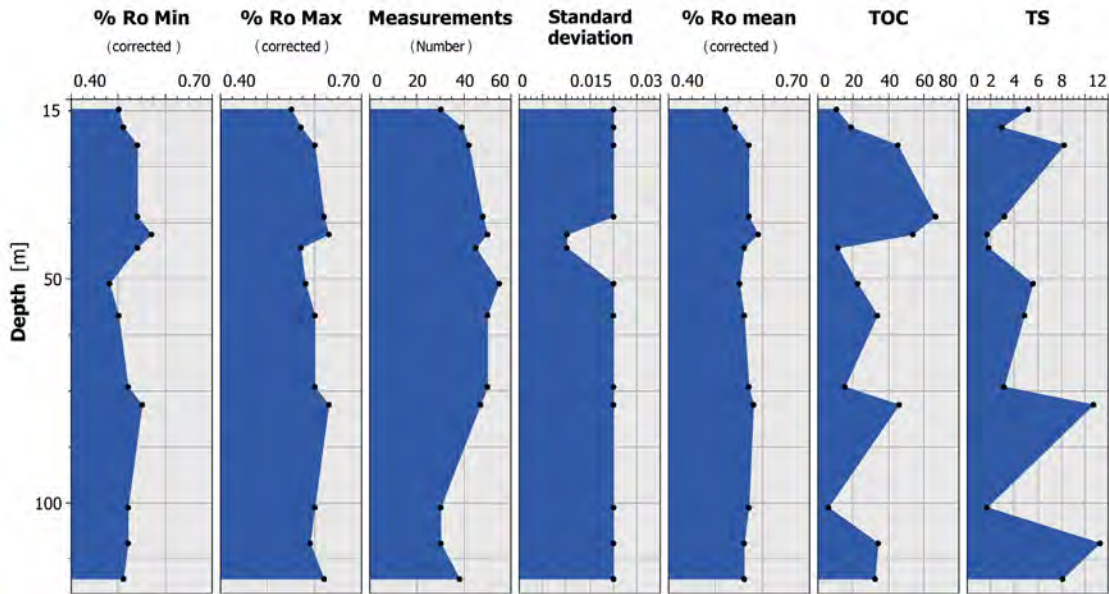 % Ro Min % Ro Max Measurements Standard deviation % Ro mean TOC TS
(corrected ) (corrected ) (Number) (corrected )
0.40 0.70 0.40 0.70 0 20 40 60 0 0.015 0.03 0.40 0.70 0 20 40 60 80 0 2 4 6 8 12
15
50
Depth [m]
100